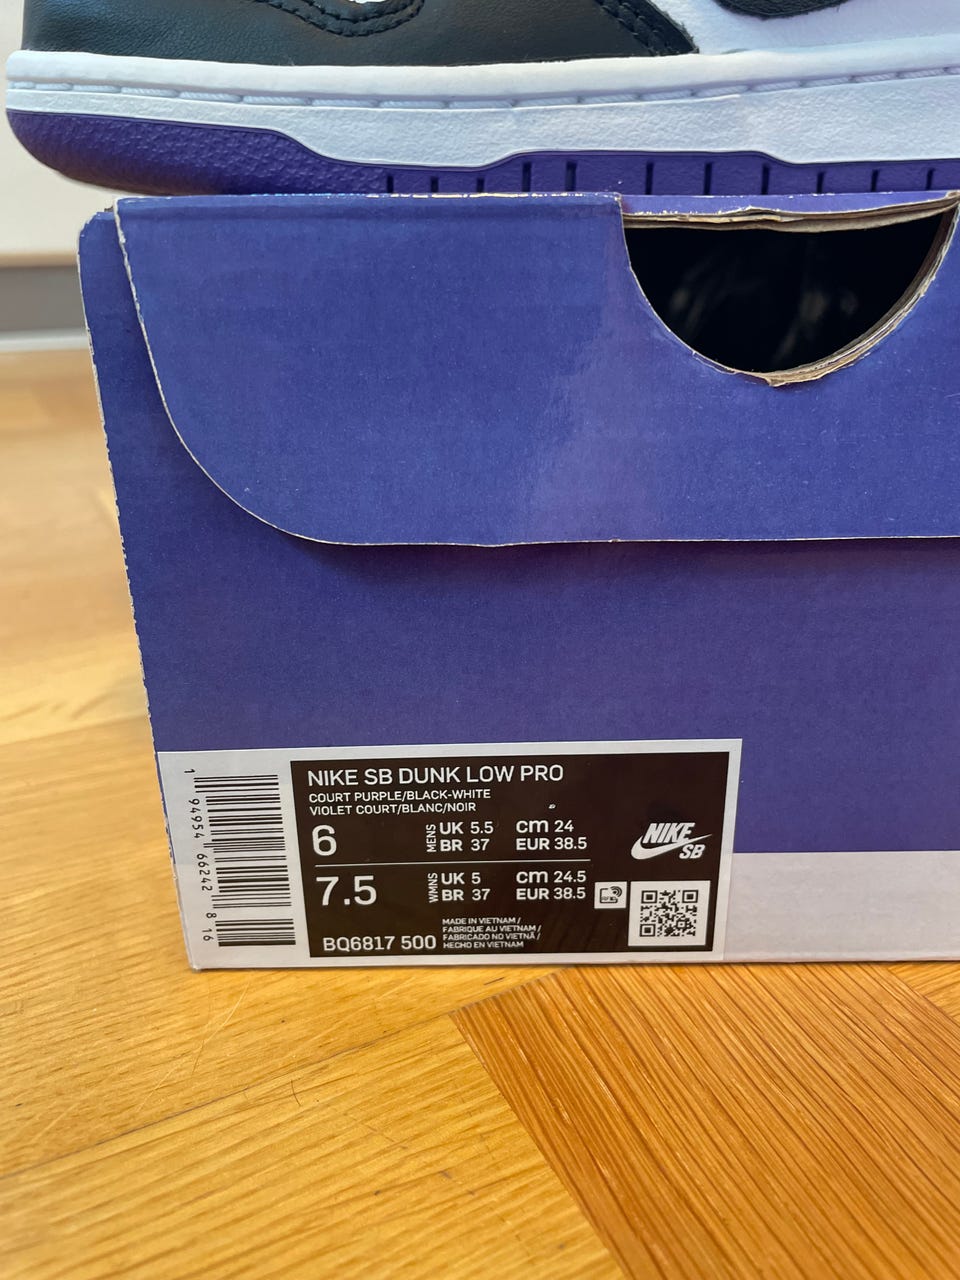 NIKE SB DUNK LOW PRO
COURT PURPLE/BLACK-WHITE
VIOLET COURT/BLANC/NOIR
6 MENS UK 5.5 cm 24
BR 37 EUR 38.5
7.5 WMNS UK 5 cm 24.5
BR 37 EUR 38.5
NIKE
SB
BQ6817 500
MADE IN VIETNAM /
FABRIQUE AU VIETNAM /
FABRICADO NO VIETNÃ /
HECHO EN VIETNAM
1 94954 66242 8 16